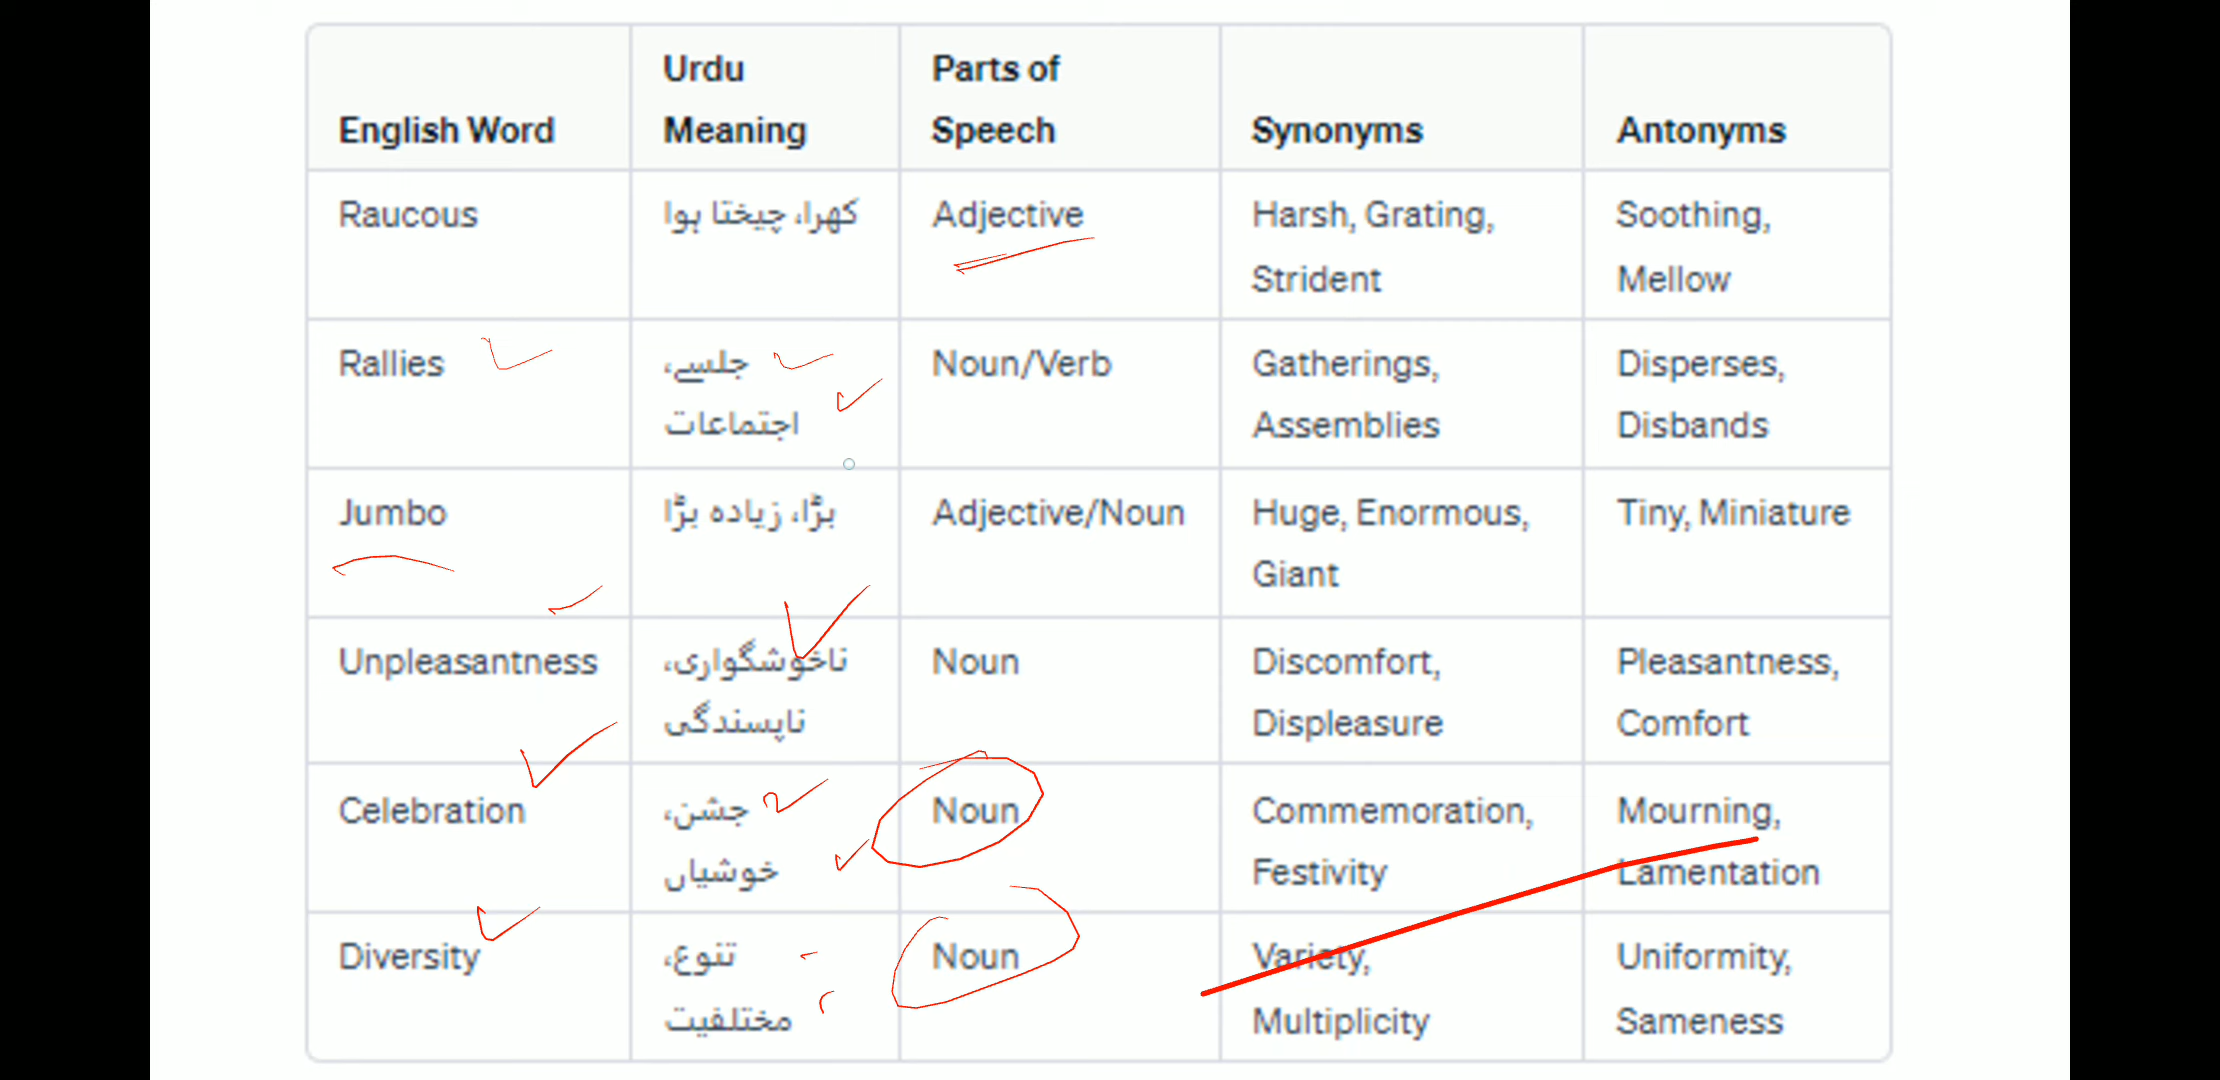 English Word
Urdu
Meaning
Parts of
Speech
Synonyms
Antonyms
Raucous
کھرا، چیختا ہوا
Adjective
Harsh, Grating,
Strident
Soothing,
Mellow
Rallies
جلسے،
اجتماعات
Noun/Verb
Gatherings,
Assemblies
Disperses,
Disbands
Jumbo
بڑا، زیادہ بڑا
Adjective/Noun
Huge, Enormous,
Giant
Tiny, Miniature
Unpleasantness
ناخوشگواری،
ناپسندگی
Noun
Discomfort,
Displeasure
Pleasantness,
Comfort
Celebration
جشن،
خوشیاں
Noun
Commemoration,
Festivity
Mourning,
Lamentation
Diversity
تنوع،
مختلفیت
Noun
Variety,
Multiplicity
Uniformity,
Sameness